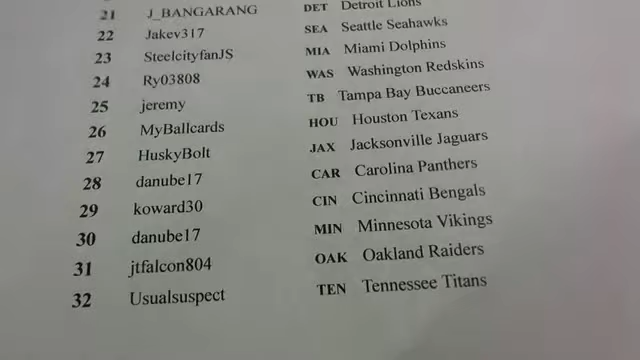 21 J_BANGARANG DET Detroit Lions
22 Jakev317 SEA Seattle Seahawks
23 SteelcityfanJS MIA Miami Dolphins
24 Ry03808 WAS Washington Redskins
25 jeremy TB Tampa Bay Buccaneers
26 MyBallcards HOU Houston Texans
27 HuskyBolt JAX Jacksonville Jaguars
28 danube17 CAR Carolina Panthers
29 koward30 CIN Cincinnati Bengals
30 danube17 MIN Minnesota Vikings
31 jtfalcon804 OAK Oakland Raiders
32 Usualsuspect TEN Tennessee Titans